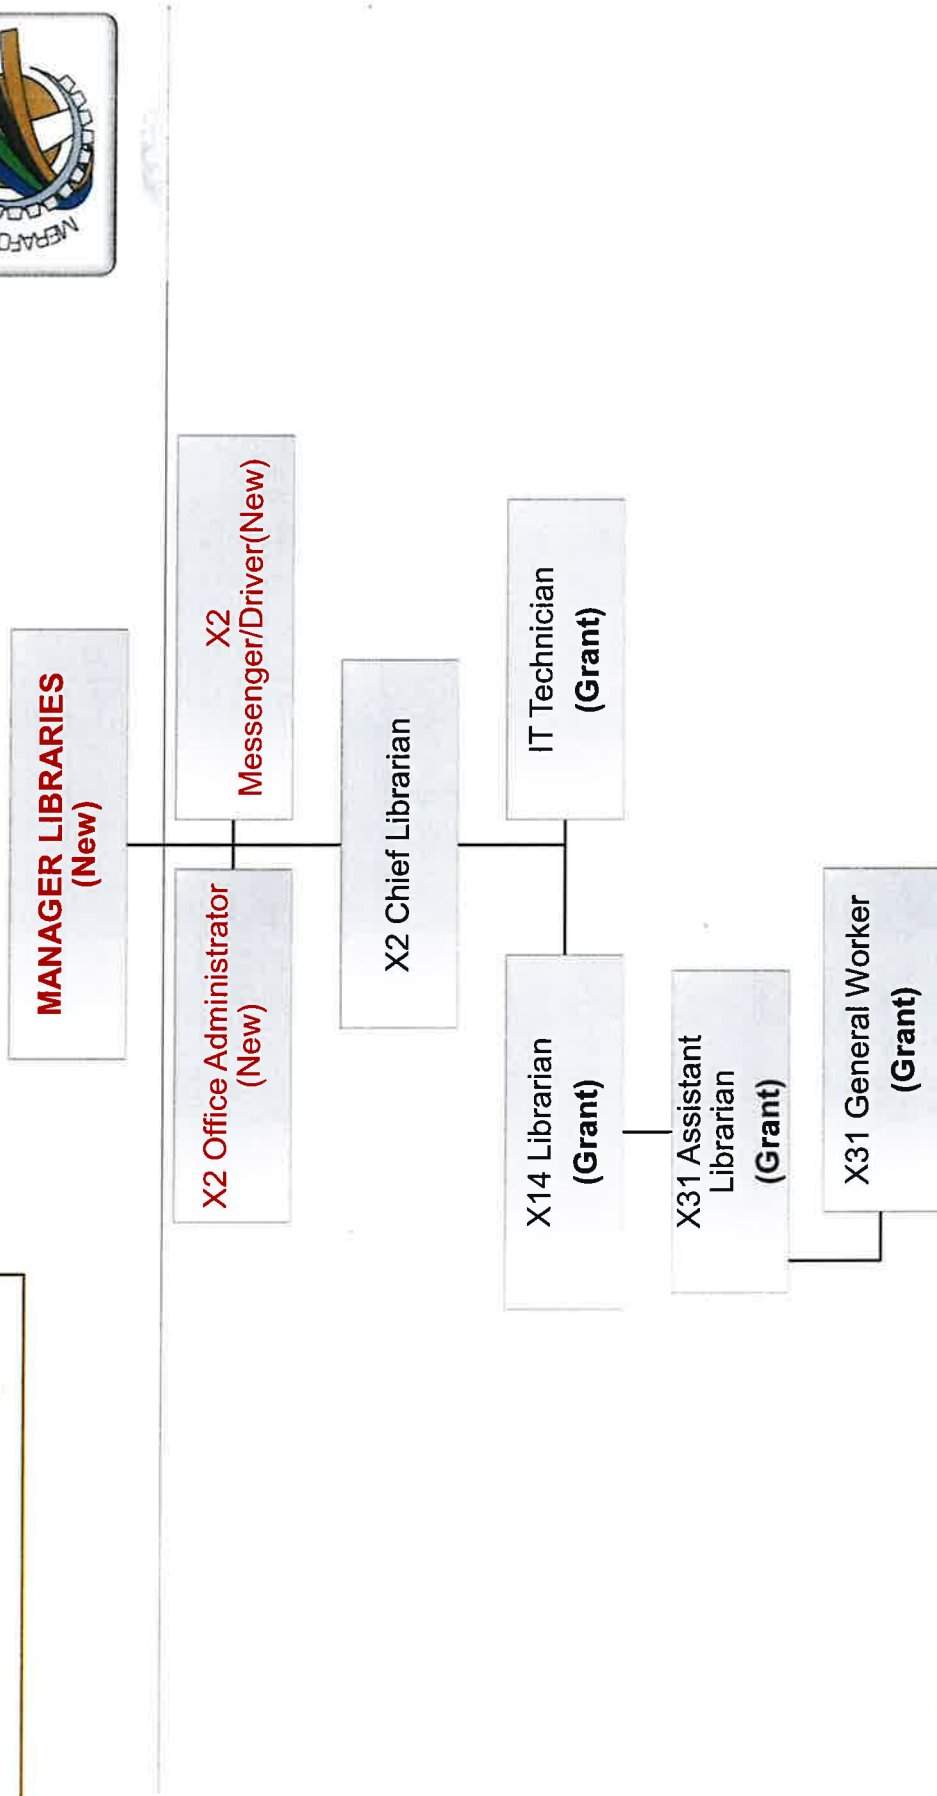 MERAFO
MANAGER LIBRARIES
(New)
X2 Office Administrator
(New)
X2
Messenger/Driver(New)
X2 Chief Librarian
X14 Librarian
(Grant)
IT Technician
(Grant)
X31 Assistant
Librarian
(Grant)
X31 General Worker
(Grant)